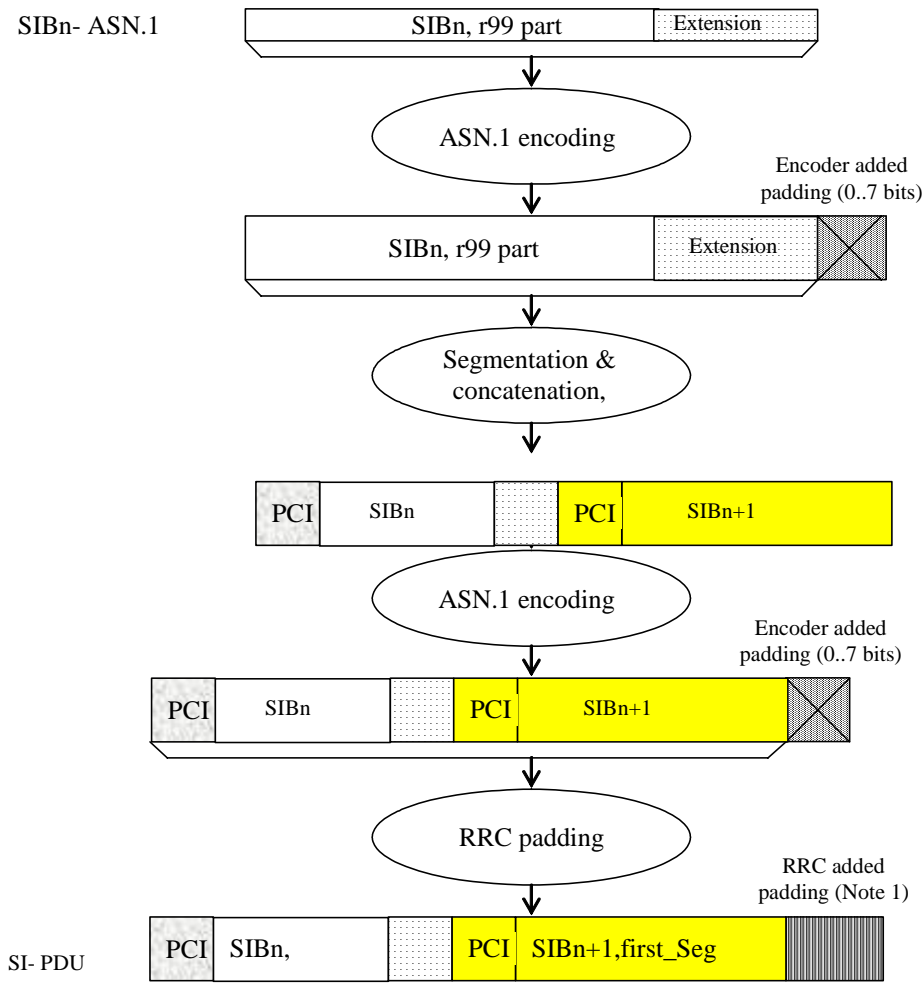 SIBn- ASN.1
SIBn, r99 part
Extension
ASN.1 encoding
Encoder added
padding (0..7 bits)
SIBn, r99 part
Extension
Segmentation &
concatenation,
PCI
SIBn
PCI
SIBn+1
ASN.1 encoding
Encoder added
padding (0..7 bits)
PCI
SIBn
PCI
SIBn+1
RRC padding
RRC added
padding (Note 1)
SI- PDU
PCI
SIBn,
PCI
SIBn+1,first_Seg